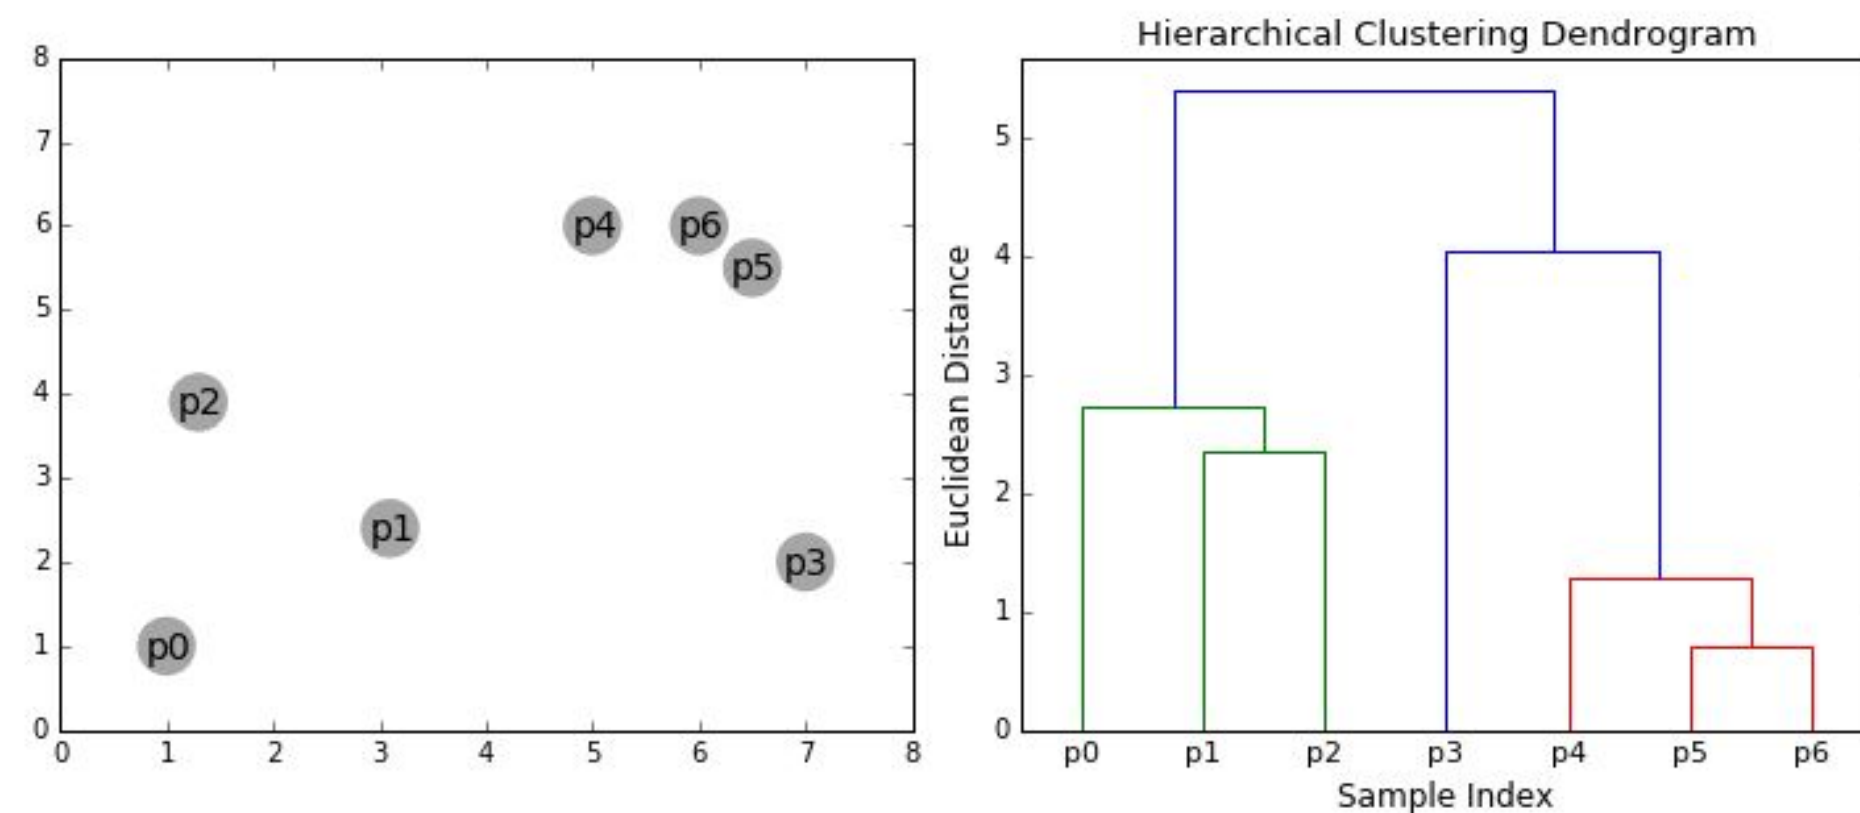 Hierarchical Clustering Dendrogram
8
7
6
5
4
3
2
1
0
p4
p6
p5
p2
p1
p3
p0
0 1 2 3 4 5 6 7 8
Euclidean Distance
5
4
3
2
1
0
p0 p1 p2 p3 p4 p5 p6
Sample Index